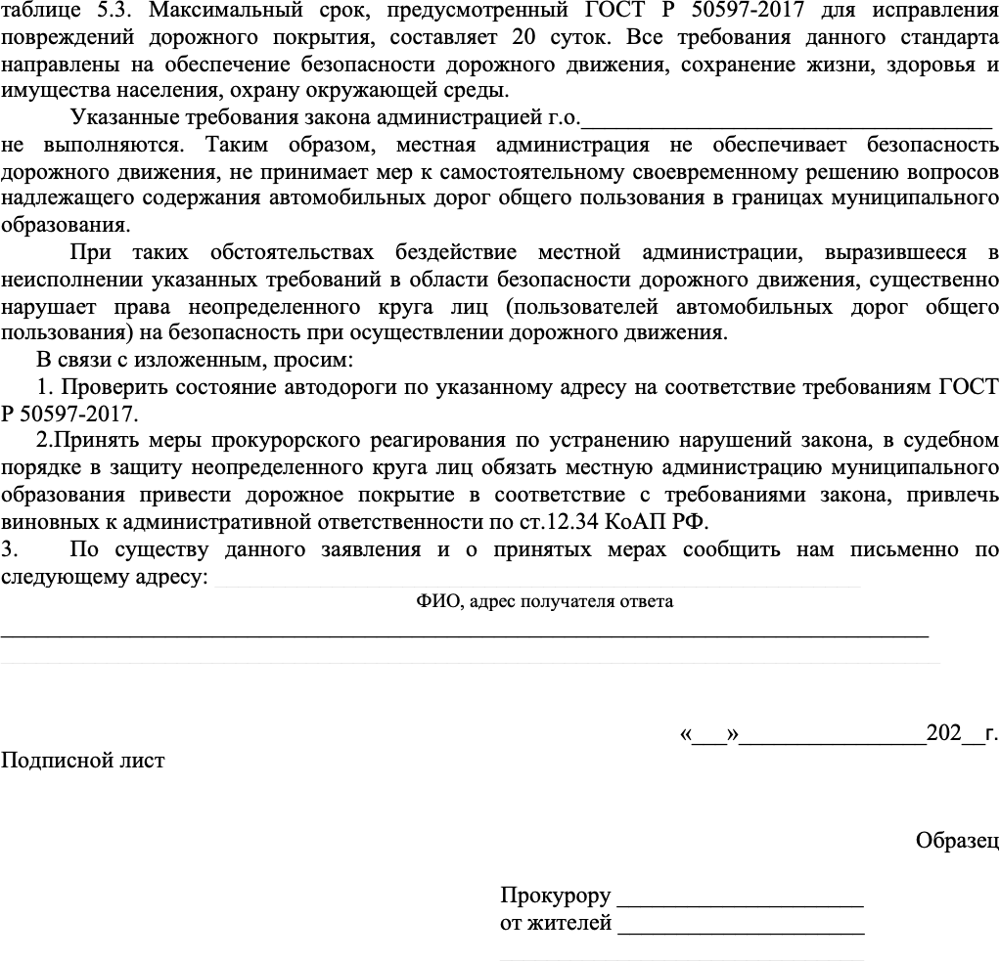 таблице 5.3. Максимальный срок, предусмотренный ГОСТ Р 50597-2017 для исправления
повреждений дорожного покрытия, составляет 20 суток. Все требования данного стандарта
направлены на обеспечение безопасности дорожного движения, сохранение жизни, здоровья и
имущества населения, охрану окружающей среды.
Указанные требования закона администрацией г.о.___________________________________
не выполняются. Таким образом, местная администрация не обеспечивает безопасность
дорожного движения, не принимает мер к самостоятельному своевременному решению вопросов
надлежащего содержания автомобильных дорог общего пользования в границах муниципального
образования.
При таких обстоятельствах бездействие местной администрации, выразившееся в
неисполнении указанных требований в области безопасности дорожного движения, существенно
нарушает права неопределенного круга лиц (пользователей автомобильных дорог общего
пользования) на безопасность при осуществлении дорожного движения.
В связи с изложенным, просим:
1. Проверить состояние автодороги по указанному адресу на соответствие требованиям ГОСТ
Р 50597-2017.
2.Принять меры прокурорского реагирования по устранению нарушений закона, в судебном
порядке в защиту неопределенного круга лиц обязать местную администрацию муниципального
образования привести дорожное покрытие в соответствие с требованиями закона, привлечь
виновных к административной ответственности по ст.12.34 КоАП РФ.
3. По существу данного заявления и о принятых мерах сообщить нам письменно по
следующему адресу: _______________________________________________________
ФИО, адрес получателя ответа
_______________________________________________________________________________
________________________________________________________________________________
«___»________________202__г.
Подписной лист
Образец
Прокурору _____________________
от жителей _____________________
_______________________________